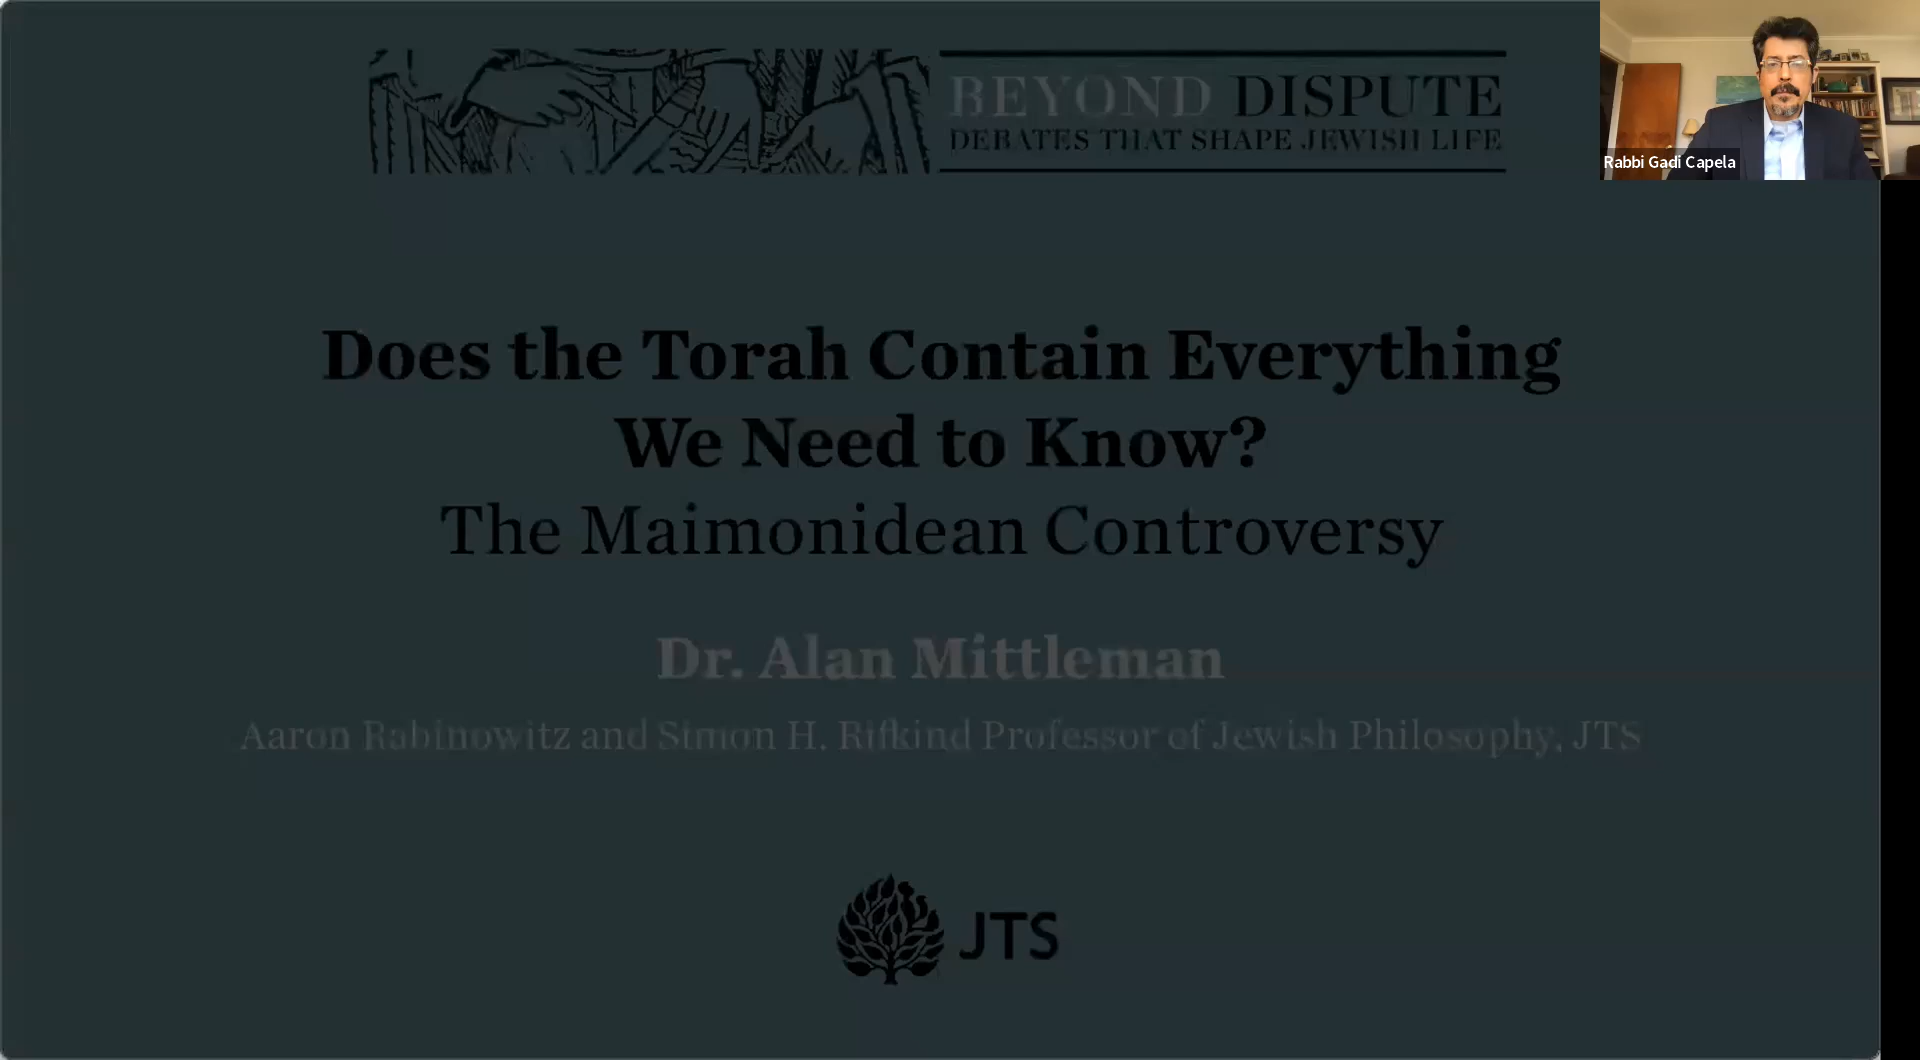 BEYOND DISPUTE
DEBATES THAT SHAPE JEWISH LIFE
Rabbi Gadi Capela
Does the Torah Contain Everything
We Need to Know?
The Maimonidean Controversy
Dr. Alan Mittleman
Aaron Rabinowitz and Simon H. Rifkind Professor of Jewish Philosophy, JTS
JTS